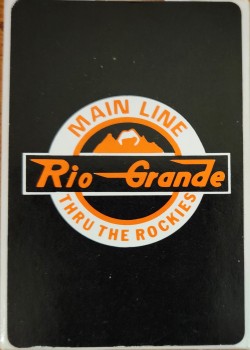 MAIN LINE
Rio Grande
THRU THE ROCKIES